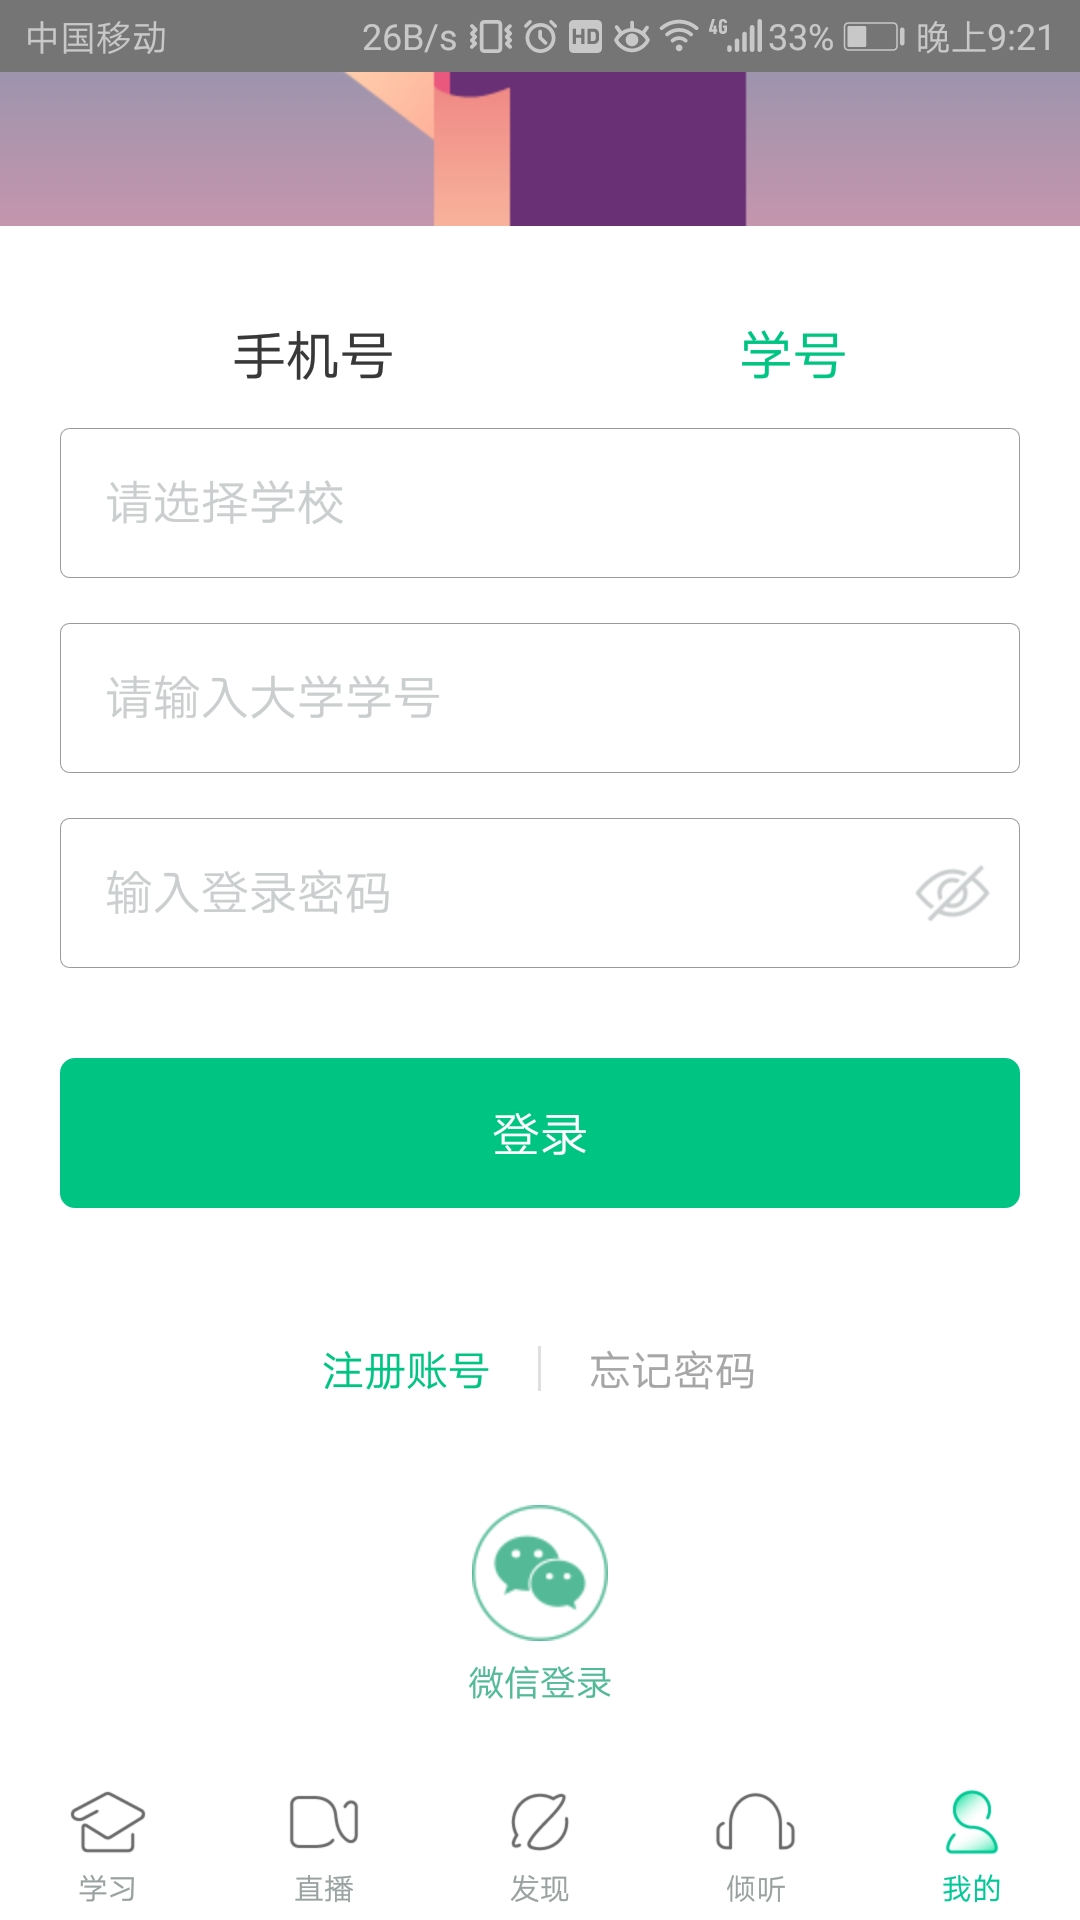 中国移动 26B/s HD 4G 33% 晚上9:21
手机号 学号
请选择学校
请输入大学学号
输入登录密码
登录
注册账号 忘记密码
微信登录
学习 直播 发现 倾听 我的